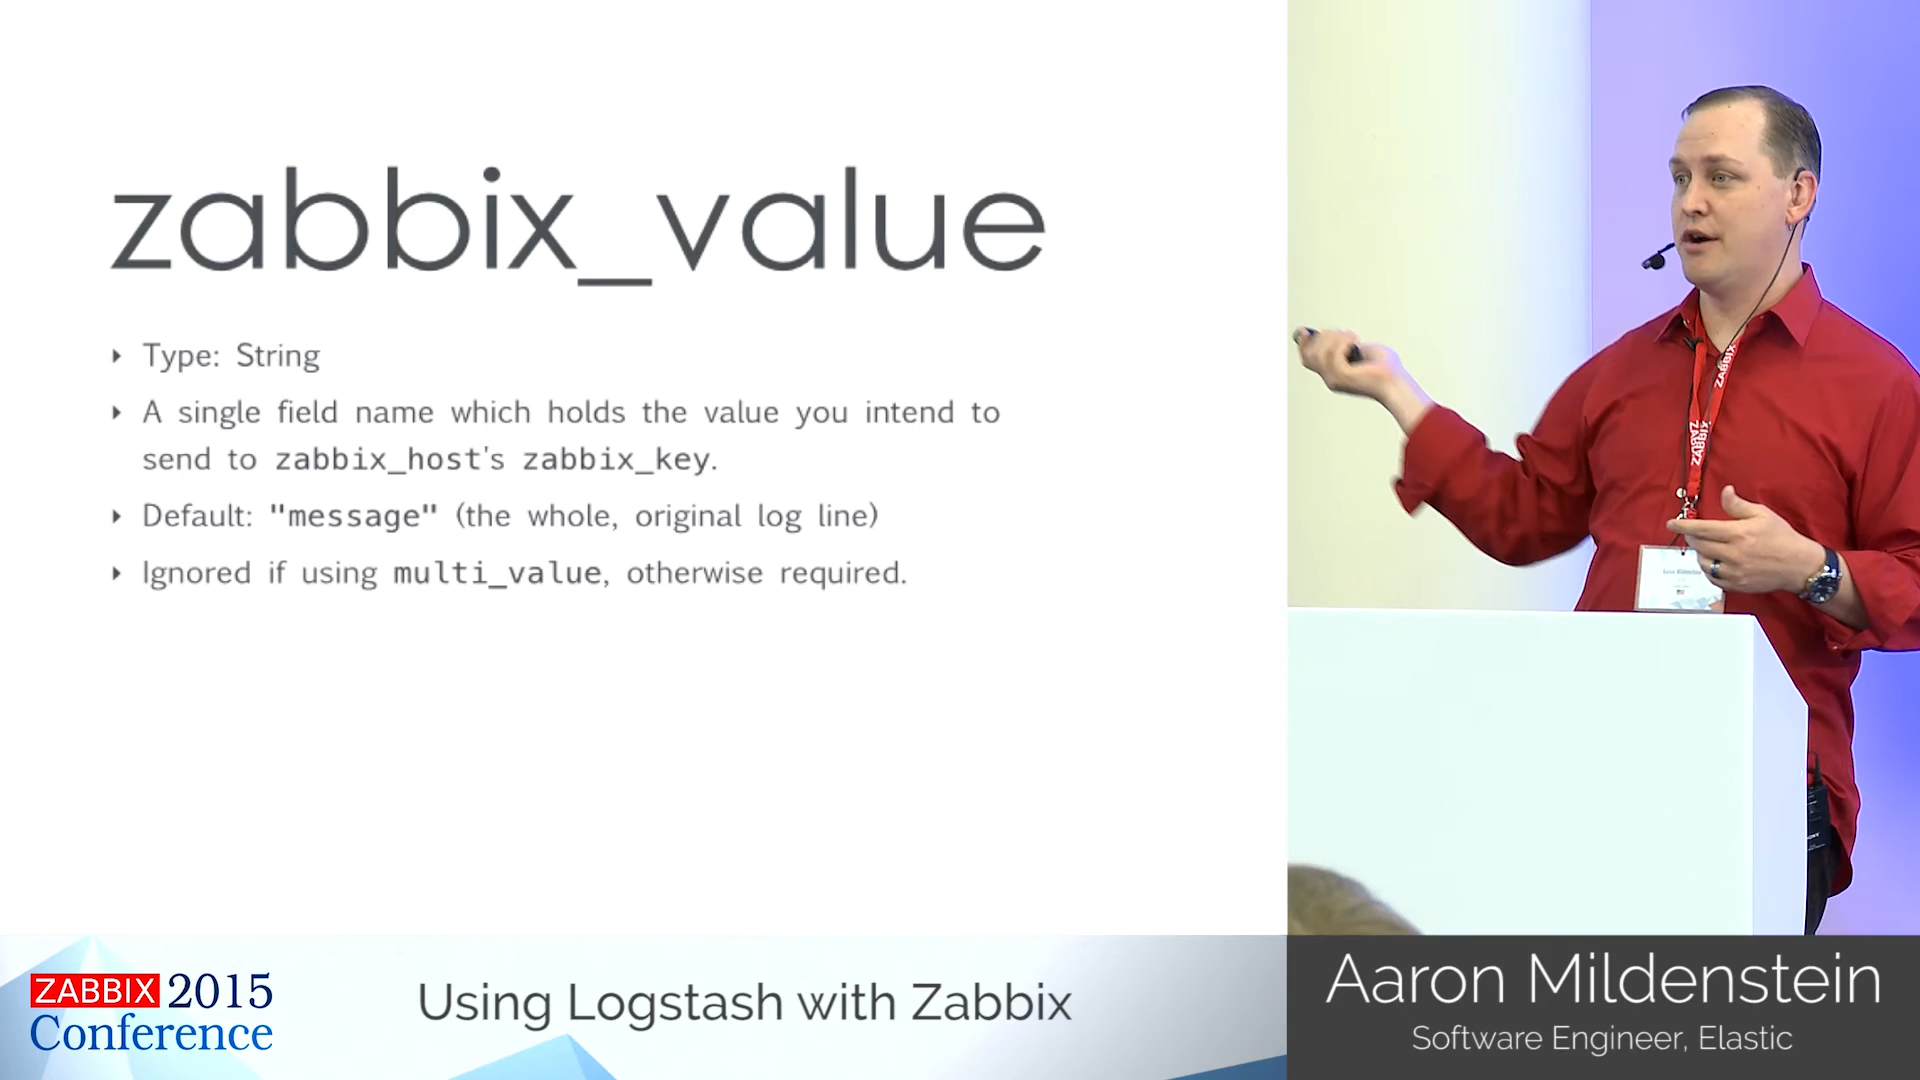 zabbix_value
‣ Type: String
‣ A single field name which holds the value you intend to
send to zabbix_host's zabbix_key.
‣ Default: "message" (the whole, original log line)
‣ Ignored if using multi_value, otherwise required.
ZABBIX
ZABBIX
ZABBIX 2015
Conference
Using Logstash with Zabbix
Aaron Mildenstein
Software Engineer, Elastic